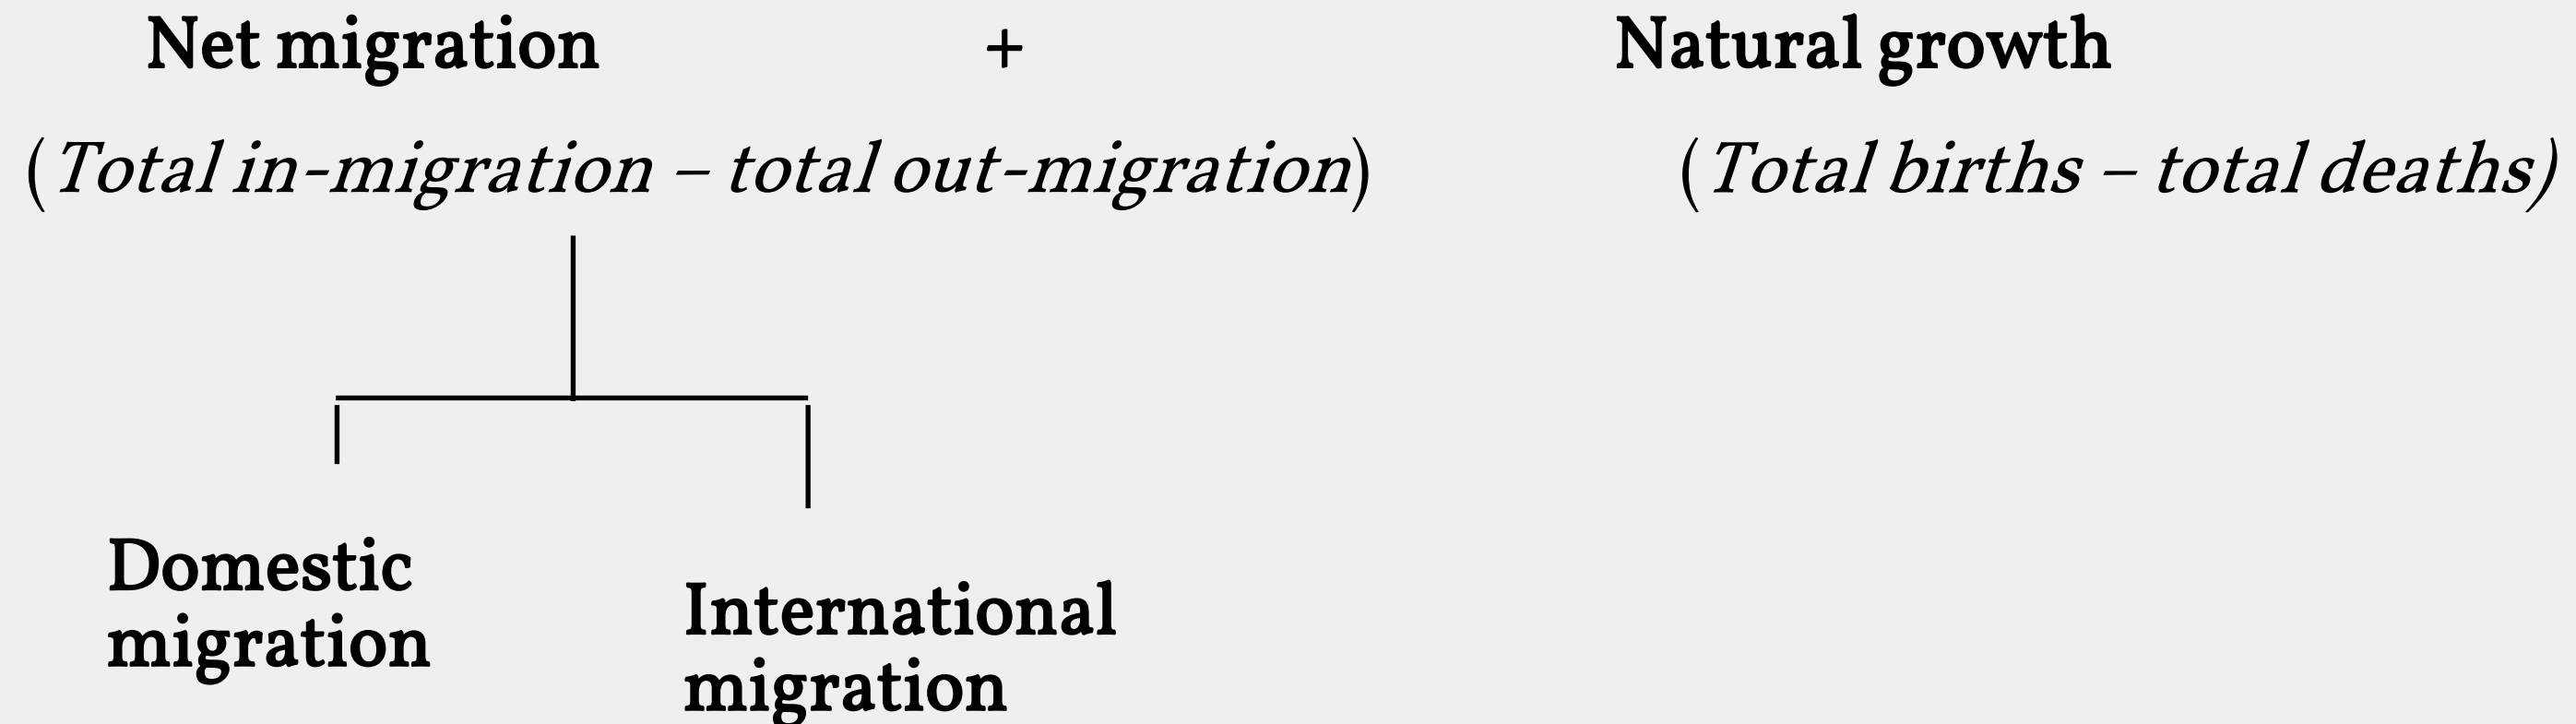 Net migration + Natural growth
(Total in-migration – total out-migration) (Total births – total deaths)
Domestic
migration
International
migration